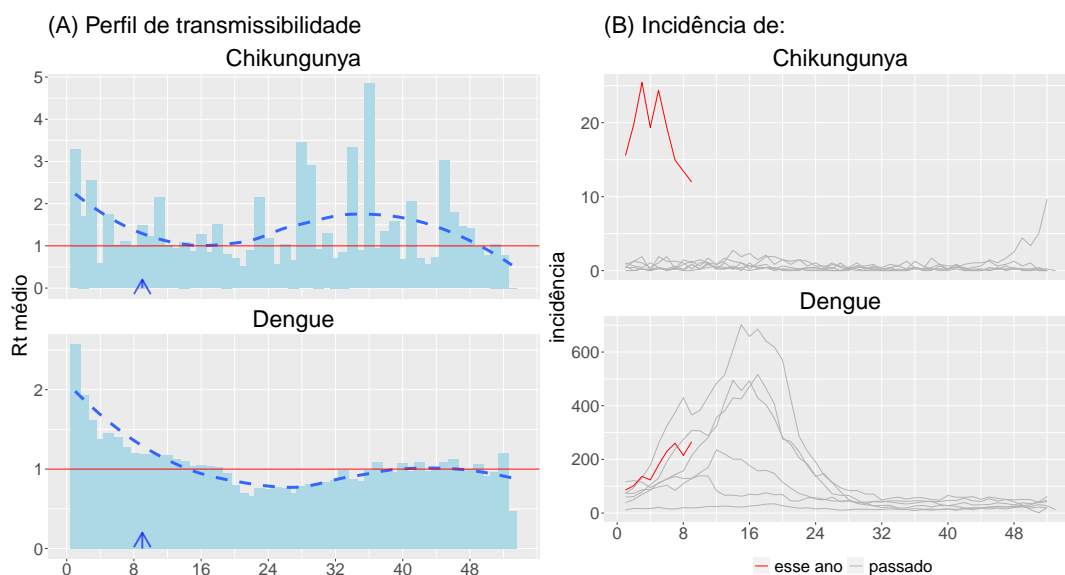 (A) Perfil de transmissibilidade
Chikungunya
5
4
3
2
1
0
Dengue
2
1
0
Rt médio
0 8 16 24 32 40 48
(B) Incidência de:
Chikungunya
20
10
0
Dengue
600
400
200
0
incidência
0 8 16 24 32 40 48
esse ano passado